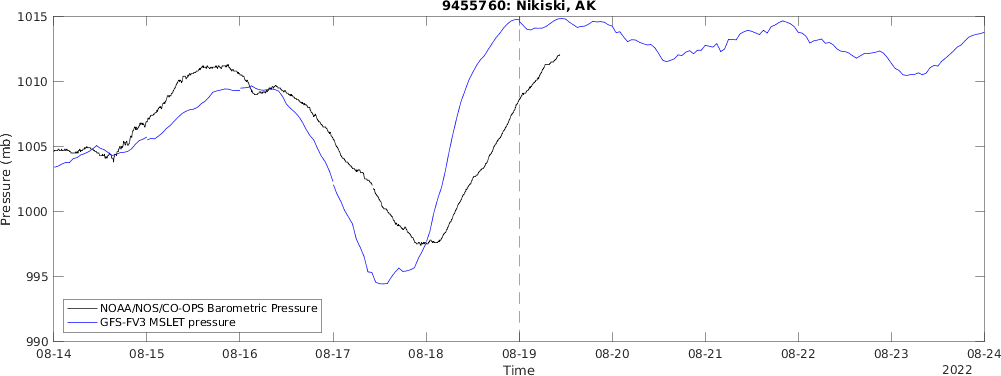 9455760: Nikiski, AK
1015
1010
1005
1000
995
990
Pressure (mb)
NOAA/NOS/CO-OPS Barometric Pressure
GFS-FV3 MSLET pressure
08-14 08-15 08-16 08-17 08-18 08-19 08-20 08-21 08-22 08-23 08-24
Time
2022